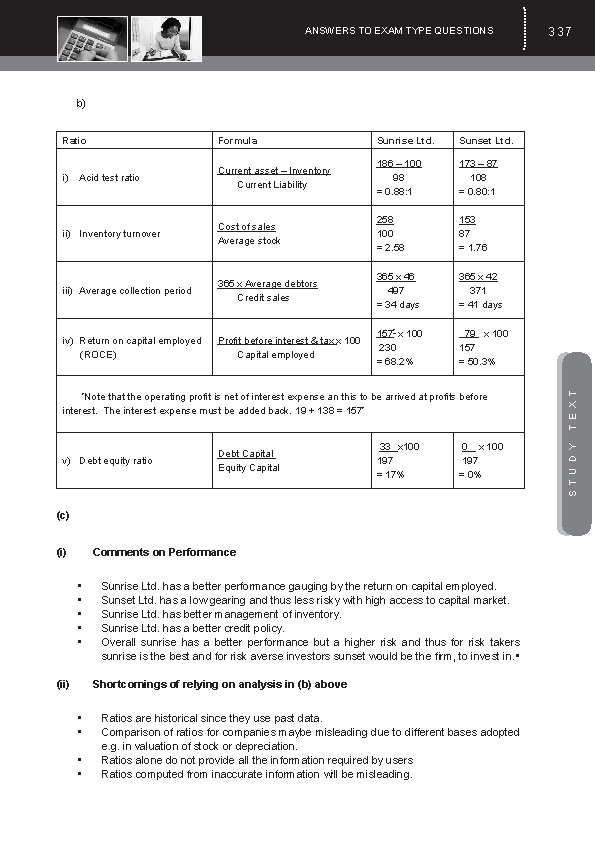 ANSWERS TO EXAM TYPE QUESTIONS 337
b)
Ratio Formula Sunrise Ltd. Sunset Ltd.
i) Acid test ratio
Current asset – Inventory
Current Liability
186 – 100
98
= 0.88:1
173 – 87
108
= 0.80:1
ii) Inventory turnover
Cost of sales
Average stock
258
100
= 2.58
153
87
= 1.76
iii) Average collection period
365 x Average debtors
Credit sales
365 x 46
497
= 34 days
365 x 42
371
= 41 days
iv) Return on capital employed
(ROCE)
Profit before interest & tax x 100
Capital employed
157* x 100
230
= 68.2%
79 x 100
157
= 50.3%
*Note that the operating profit is net of interest expense an this to be arrived at profits before
interest. The interest expense must be added back. 19 + 138 = 157*
v) Debt equity ratio
Debt Capital
Equity Capital
33 x100
197
= 17%
0 x 100
197
= 0%
(c)
(i) Comments on Performance
• Sunrise Ltd. has a better performance gauging by the return on capital employed.
• Sunset Ltd. has a low gearing and thus less risky with high access to capital market.
• Sunrise Ltd. has better management of inventory.
• Sunrise Ltd. has a better credit policy.
• Overall sunrise has a better performance but a higher risk and thus for risk takers
sunrise is the best and for risk averse investors sunset would be the firm, to invest in.•
(ii) Shortcomings of relying on analysis in (b) above
• Ratios are historical since they use past data.
• Comparison of ratios for companies maybe misleading due to different bases adopted
e.g. in valuation of stock or depreciation.
• Ratios alone do not provide all the information required by users
• Ratios computed from inaccurate information will be misleading.
STUDY TEXT